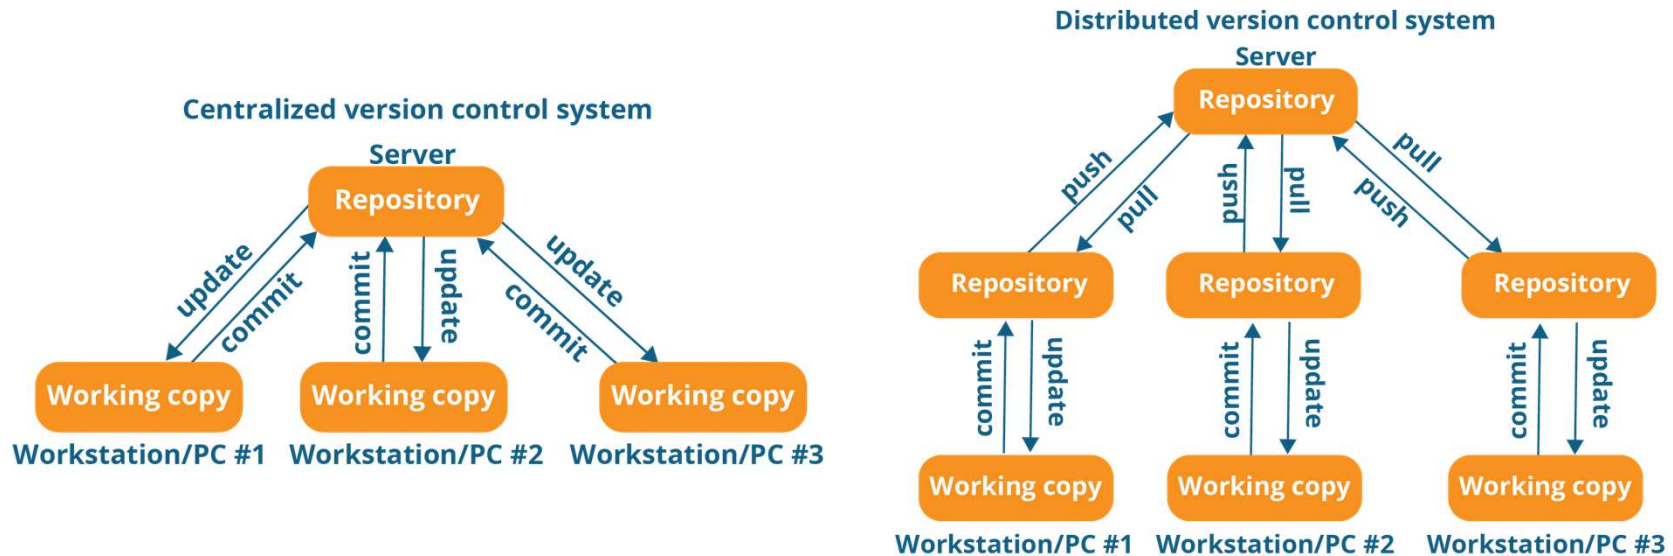 Centralized version control system
Server
Repository
update
commit
commit
update
update
commit
Working copy
Working copy
Working copy
Workstation/PC #1
Workstation/PC #2
Workstation/PC #3
Distributed version control system
Server
Repository
push
pull
push
pull
pull
push
Repository
Repository
Repository
commit
update
commit
update
commit
update
Working copy
Working copy
Working copy
Workstation/PC #1
Workstation/PC #2
Workstation/PC #3